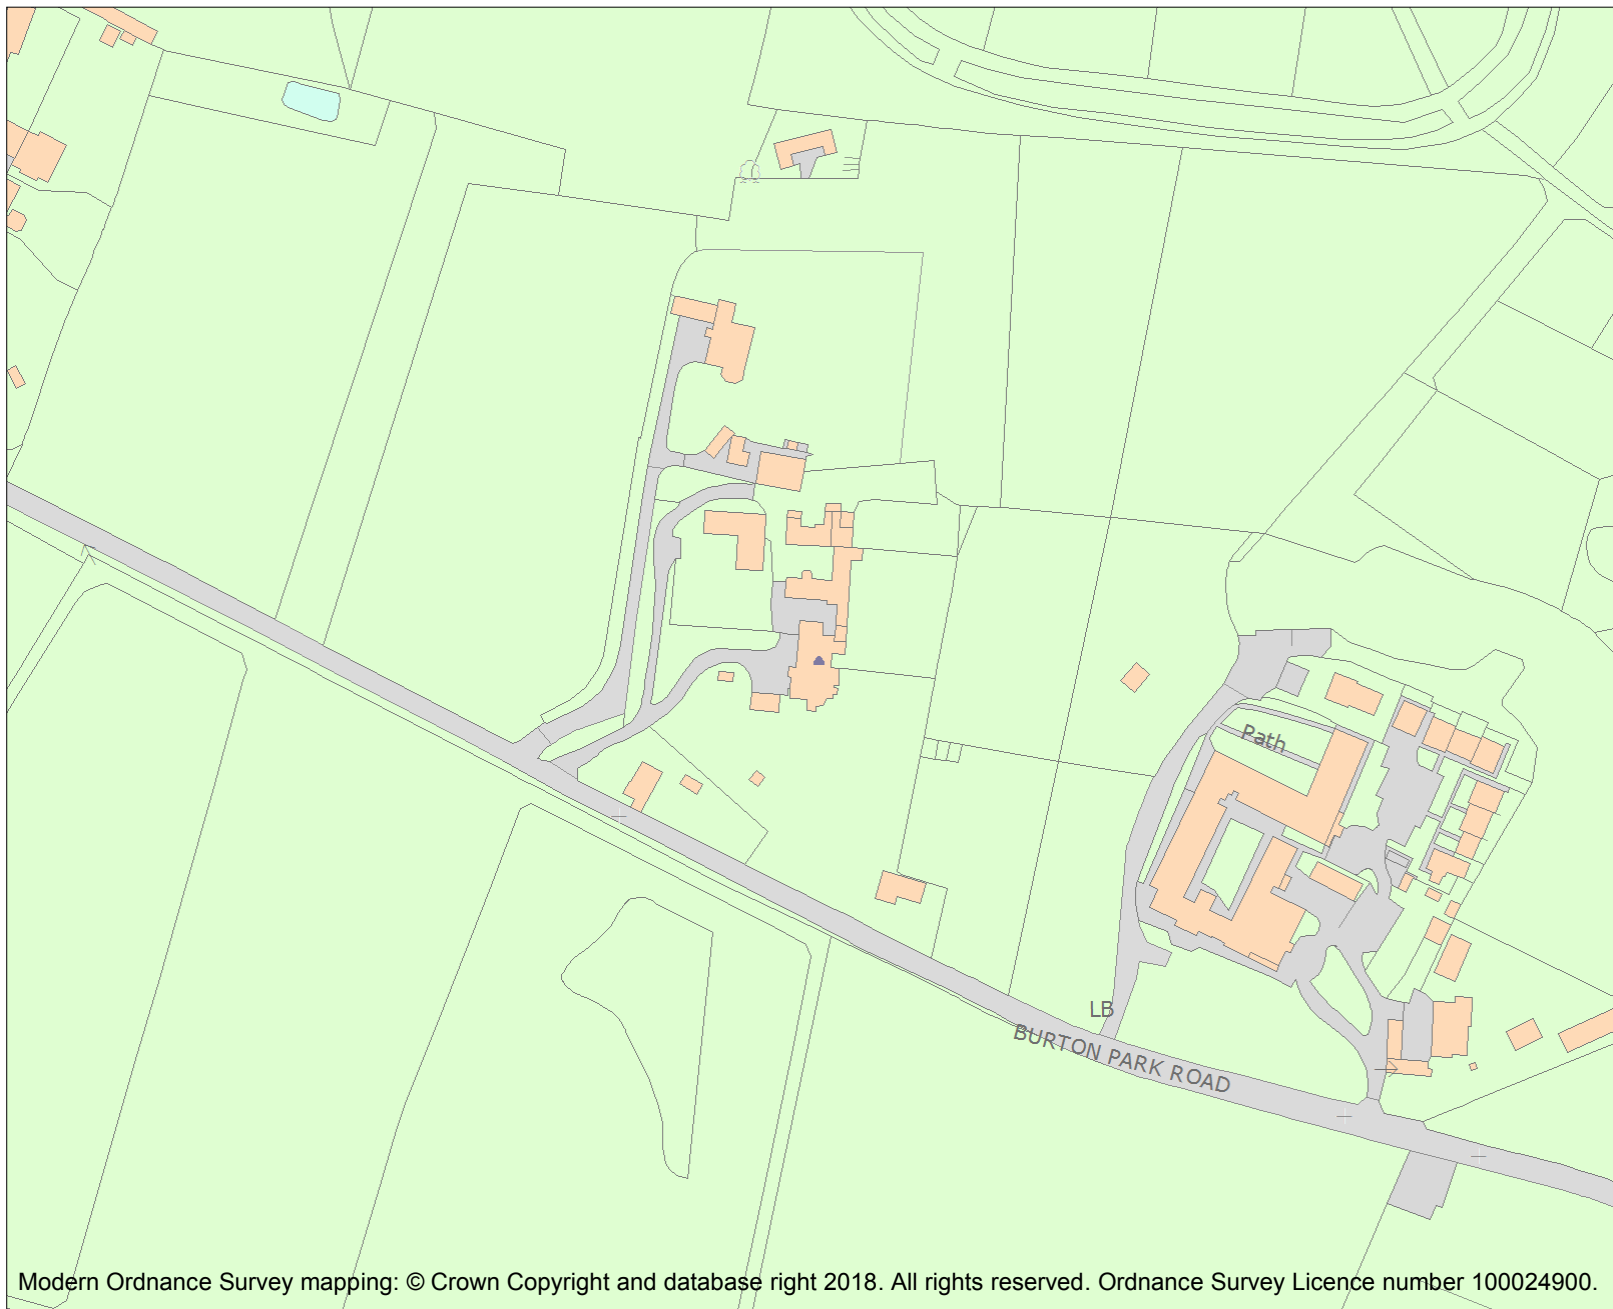 Path
LB
BURTON PARK ROAD
Modern Ordnance Survey mapping: © Crown Copyright and database right 2018. All rights reserved. Ordnance Survey Licence number 100024900.